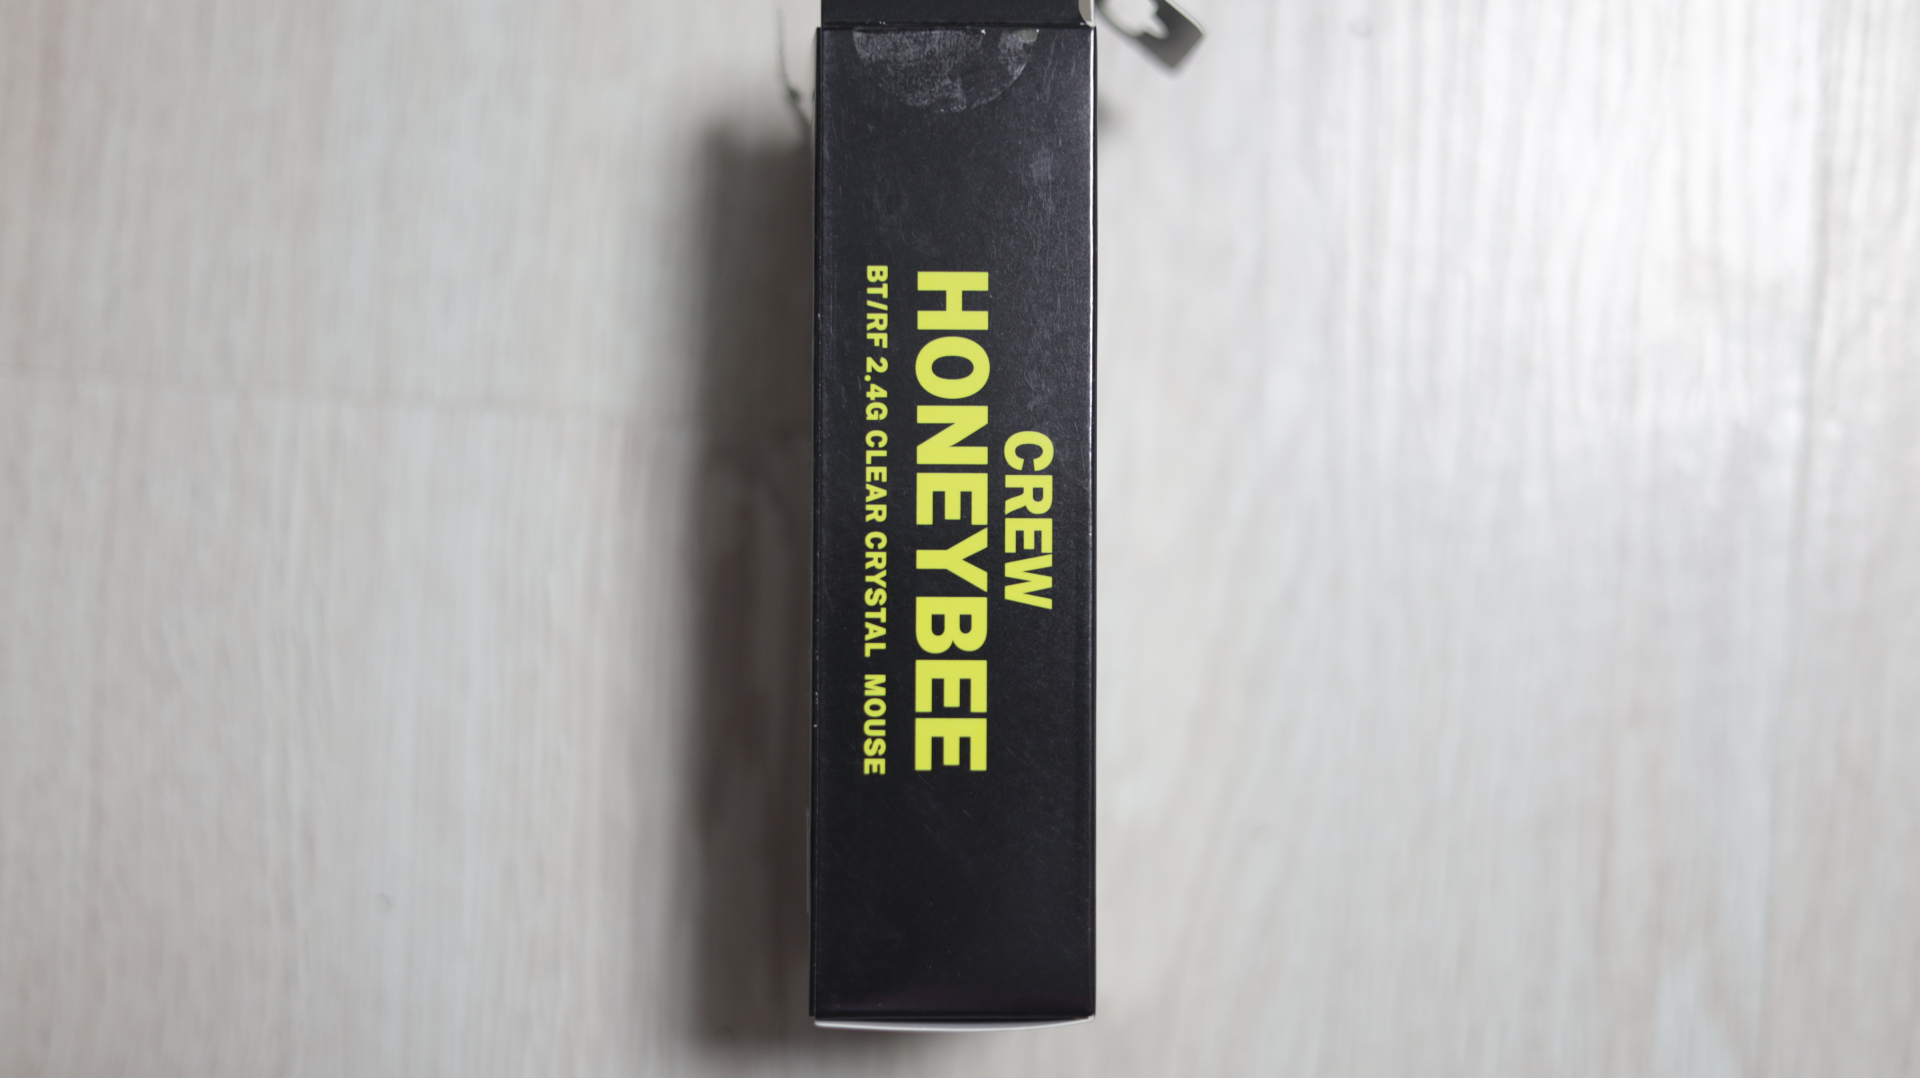 CREW
HONEYBEE
BT/RF 2.4G CLEAR CRYSTAL MOUSE